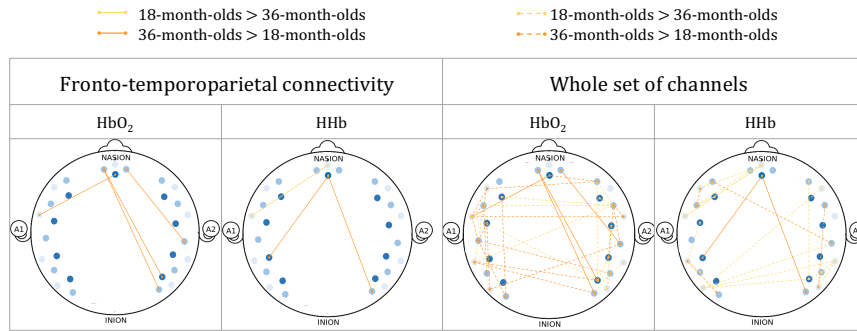 18-month-olds > 36-month-olds
36-month-olds > 18-month-olds
18-month-olds > 36-month-olds
36-month-olds > 18-month-olds
Fronto-temporoparietal connectivity
Whole set of channels
HbO₂
HHb
HbO₂
HHb
NASION
NASION
NASION
NASION
A1
A2
A1
A2
A1
A2
A1
A
INION
INION
INION
INION